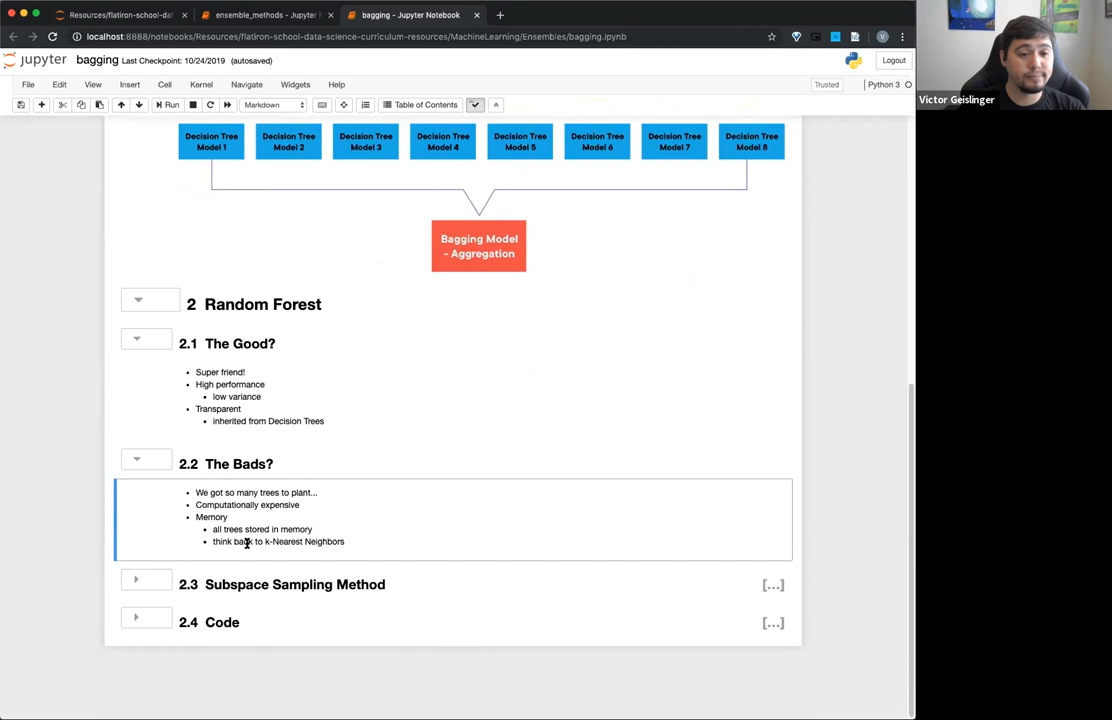 Resources/flatiron-school-dat
ensemble_methods - Jupyter
bagging - Jupyter Notebook
localhost:8888/notebooks/Resources/flatiron-school-data-science-curriculum-resources/MachineLearning/Ensembles/bagging.ipynb
jupyter bagging Last Checkpoint: 10/24/2019 (autosaved)
Logout
File Edit View Insert Cell Kernel Navigate Widgets Help
Trusted Python 3
Run Markdown Table of Contents
Victor Geislinger
Decision Tree Decision Tree Decision Tree Decision Tree Decision Tree Decision Tree Decision Tree Decision Tree
Model 1 Model 2 Model 3 Model 4 Model 5 Model 6 Model 7 Model 8
Bagging Model
- Aggregation
2 Random Forest
2.1 The Good?
• Super friend!
• High performance
• low variance
• Transparent
• inherited from Decision Trees
2.2 The Bads?
• We got so many trees to plant...
• Computationally expensive
• Memory
• all trees stored in memory
• think back to k-Nearest Neighbors
2.3 Subspace Sampling Method
[...]
2.4 Code
[...]